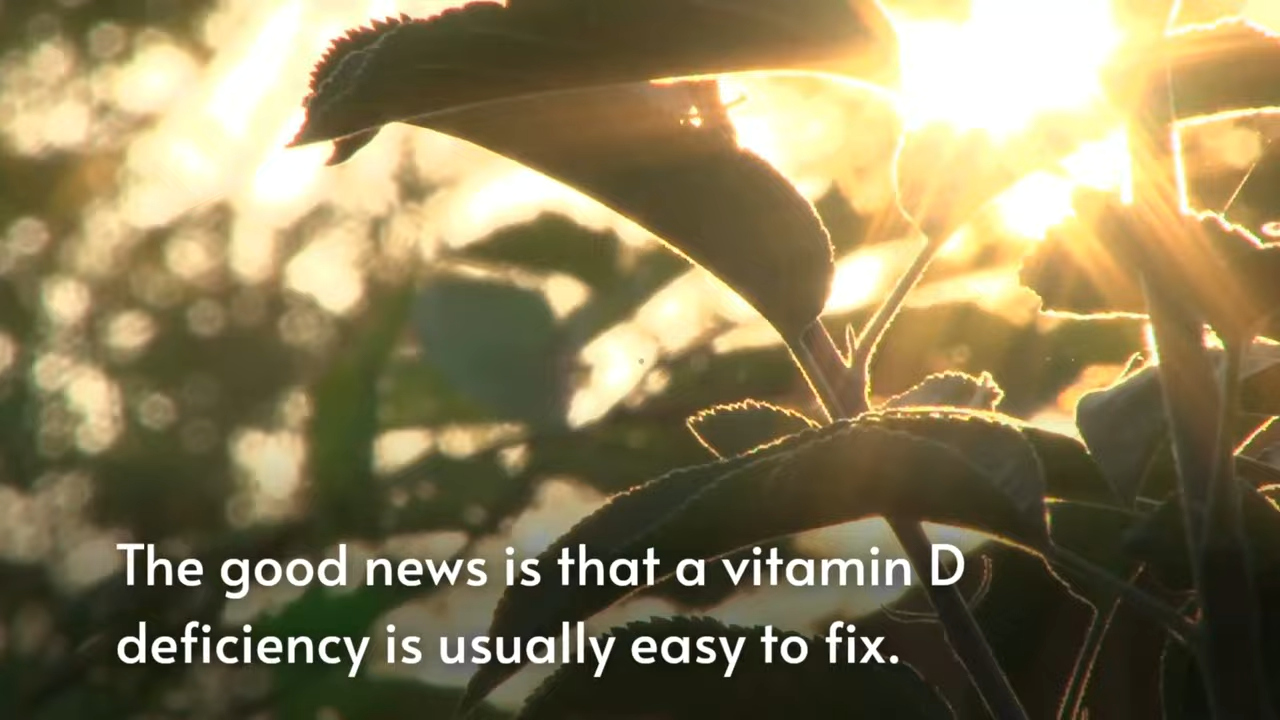 The good news is that a vitamin D
deficiency is usually easy to fix.